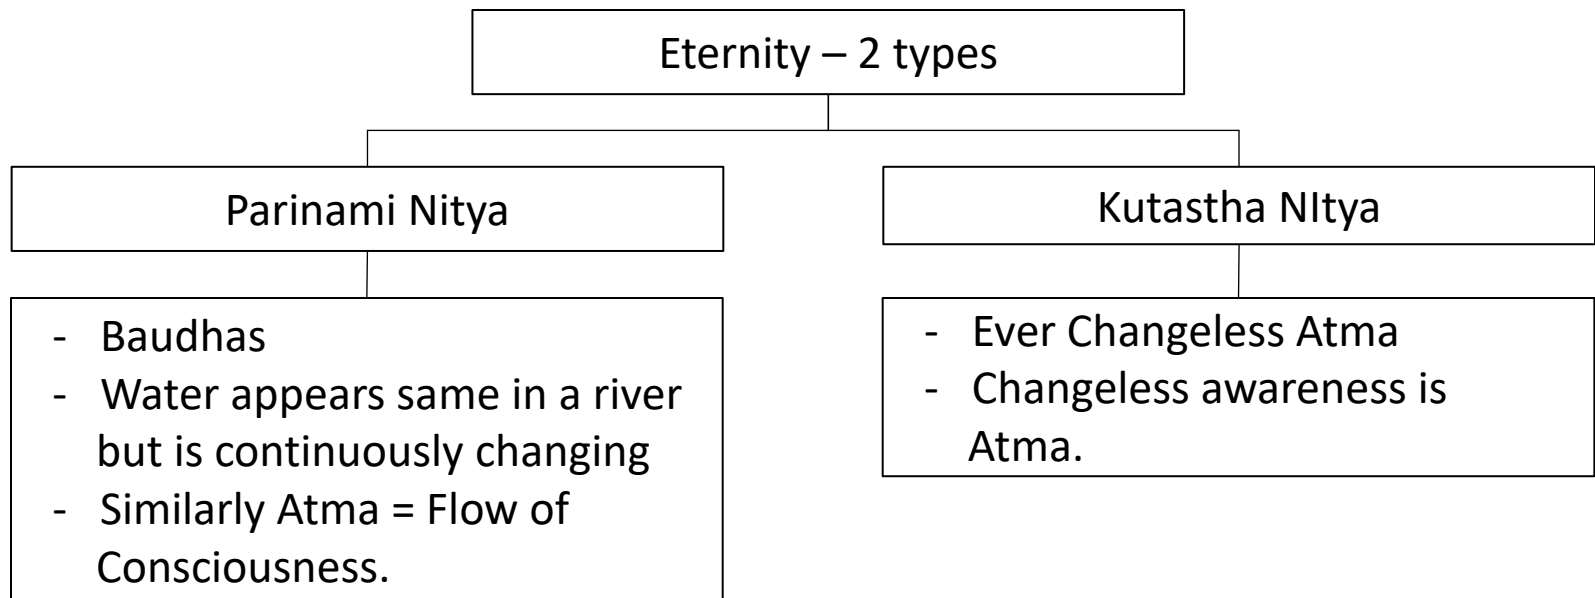 Eternity – 2 types
Parinami Nitya
Kutastha NItya
- Baudhas
- Water appears same in a river
but is continuously changing
- Similarly Atma = Flow of
Consciousness.
- Ever Changeless Atma
- Changeless awareness is
Atma.